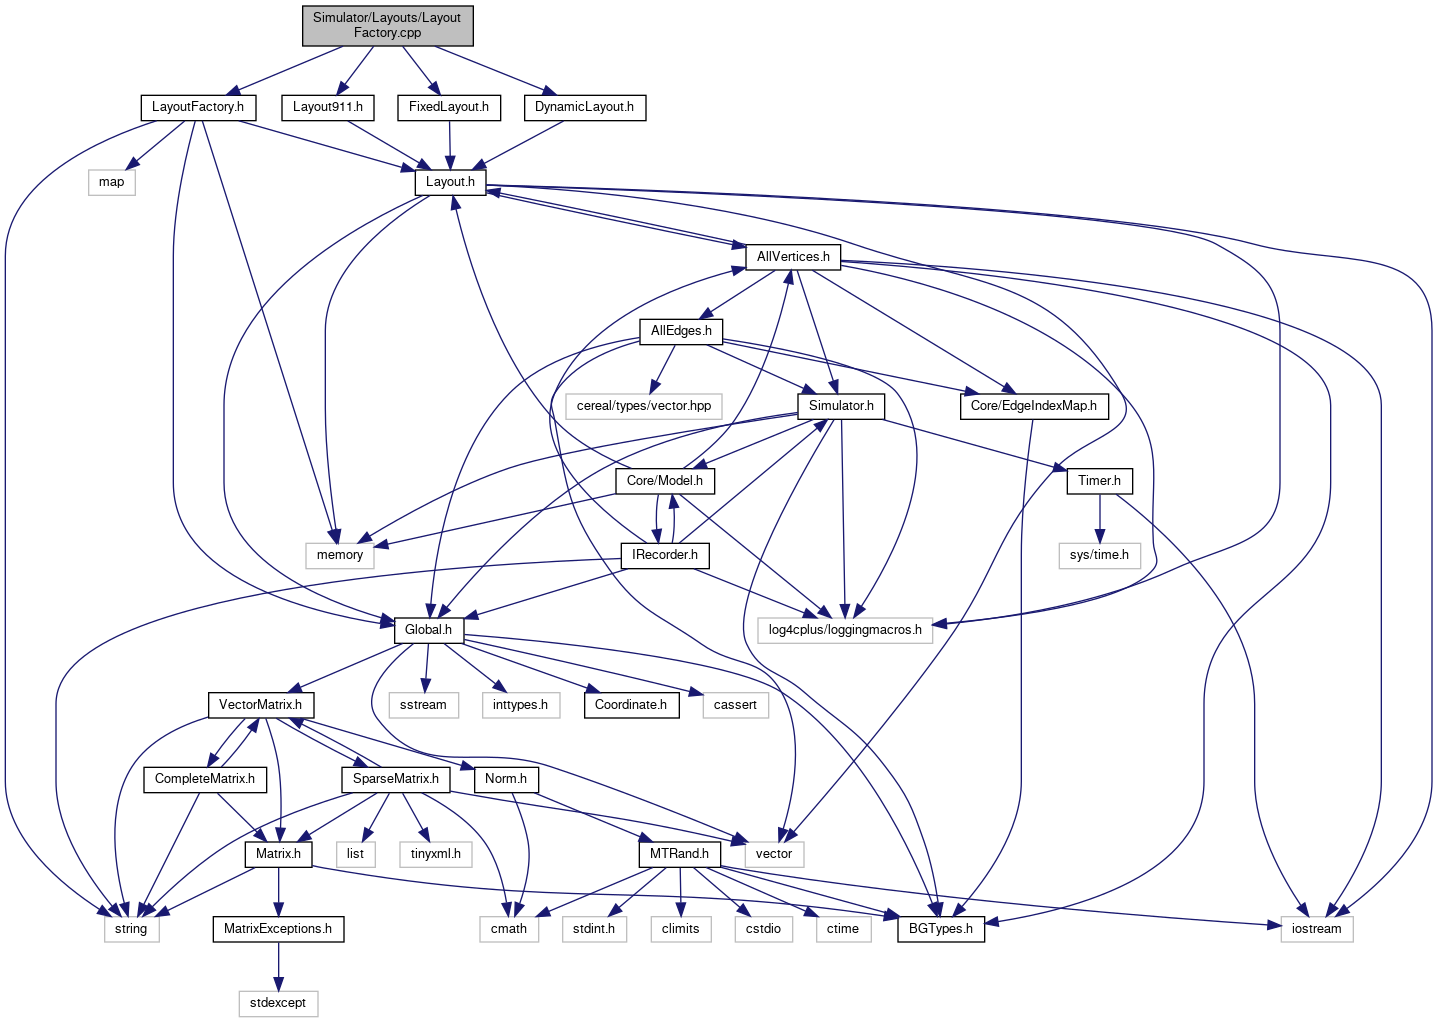 Simulator/Layouts/Layout
Factory.cpp
LayoutFactory.h
Layout911.h
FixedLayout.h
DynamicLayout.h
map
Layout.h
AllVertices.h
AllEdges.h
cereal/types/vector.hpp
Simulator.h
Core/EdgeIndexMap.h
Core/Model.h
Timer.h
memory
IRecorder.h
sys/time.h
Global.h
log4cplus/loggingmacros.h
VectorMatrix.h
sstream
inttypes.h
Coordinate.h
cassert
CompleteMatrix.h
SparseMatrix.h
Norm.h
Matrix.h
list
tinyxml.h
MTRand.h
vector
string
MatrixExceptions.h
cmath
stdint.h
climits
cstdio
ctime
BGTypes.h
iostream
stdexcept